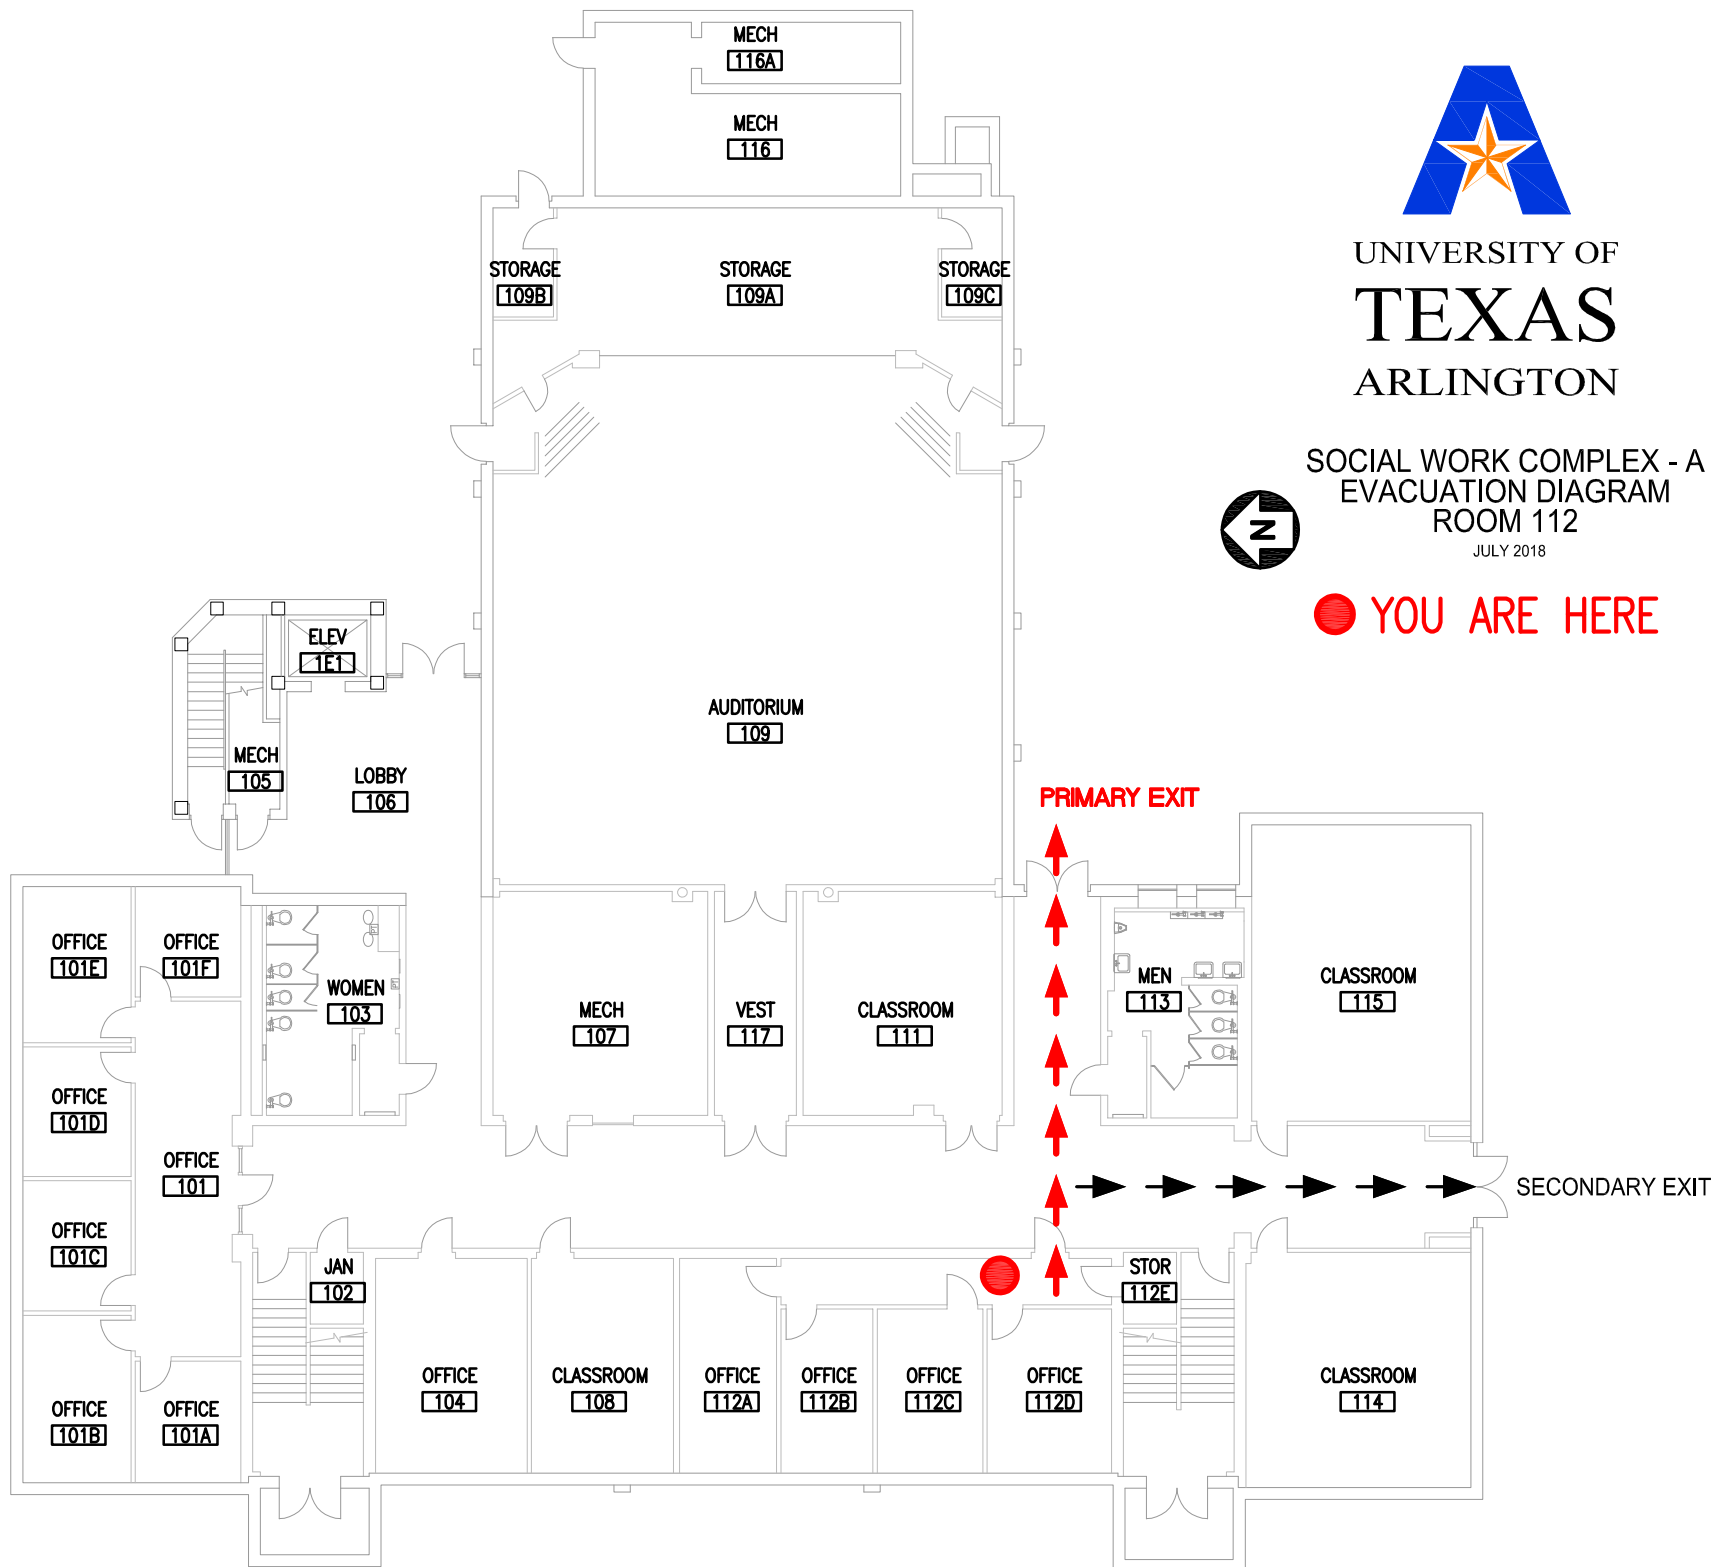 MECH
116A
MECH
116
UNIVERSITY OF
TEXAS
ARLINGTON
STORAGE
109B
STORAGE
109A
STORAGE
109C
SOCIAL WORK COMPLEX - A
EVACUATION DIAGRAM
ROOM 112
JULY 2018
N
YOU ARE HERE
ELEV
1E1
AUDITORIUM
109
MECH
105
LOBBY
106
PRIMARY EXIT
OFFICE
101E
OFFICE
101F
WOMEN
103
MECH
107
VEST
117
CLASSROOM
111
MEN
113
CLASSROOM
115
OFFICE
101D
OFFICE
101
SECONDARY EXIT
OFFICE
101C
JAN
102
STOR
112E
OFFICE
101B
OFFICE
101A
OFFICE
104
CLASSROOM
108
OFFICE
112A
OFFICE
112B
OFFICE
112C
OFFICE
112D
CLASSROOM
114